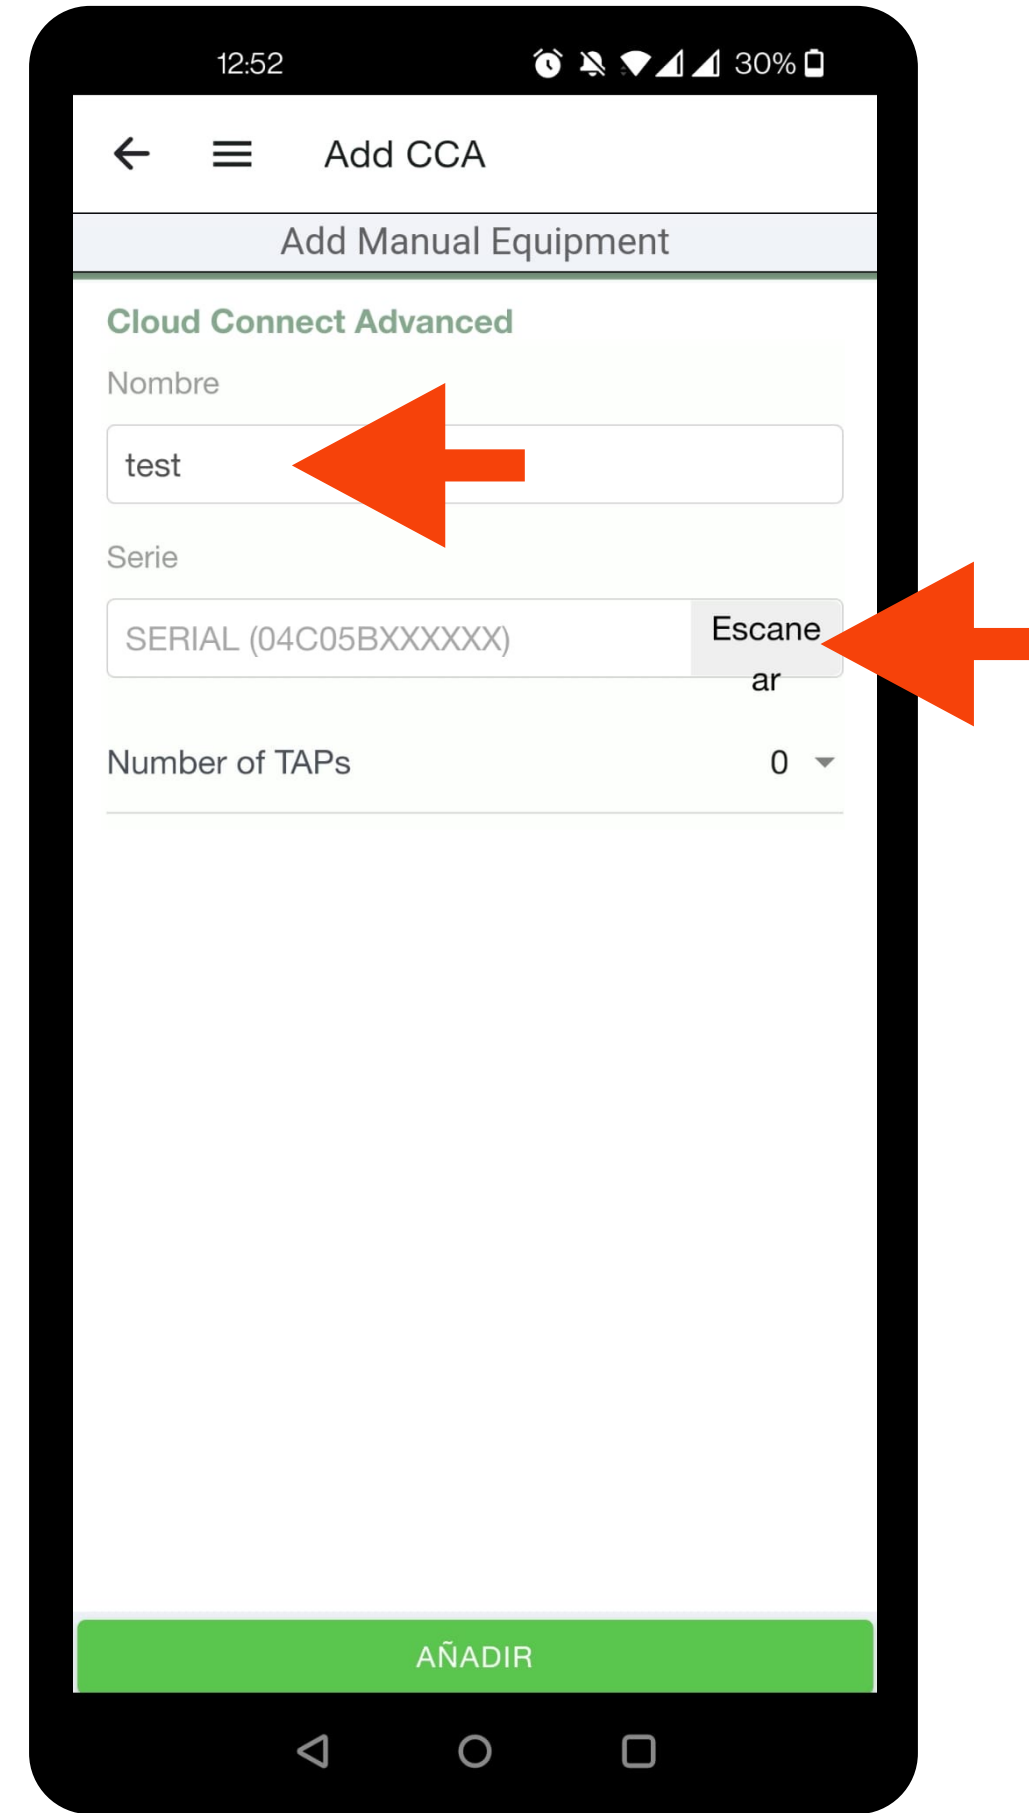 12:52 30%
Add CCA
Add Manual Equipment
Cloud Connect Advanced
Nombre
test
Serie
SERIAL (04C05BXXXXXX)
Escane
ar
Number of TAPs 0
AÑADIR